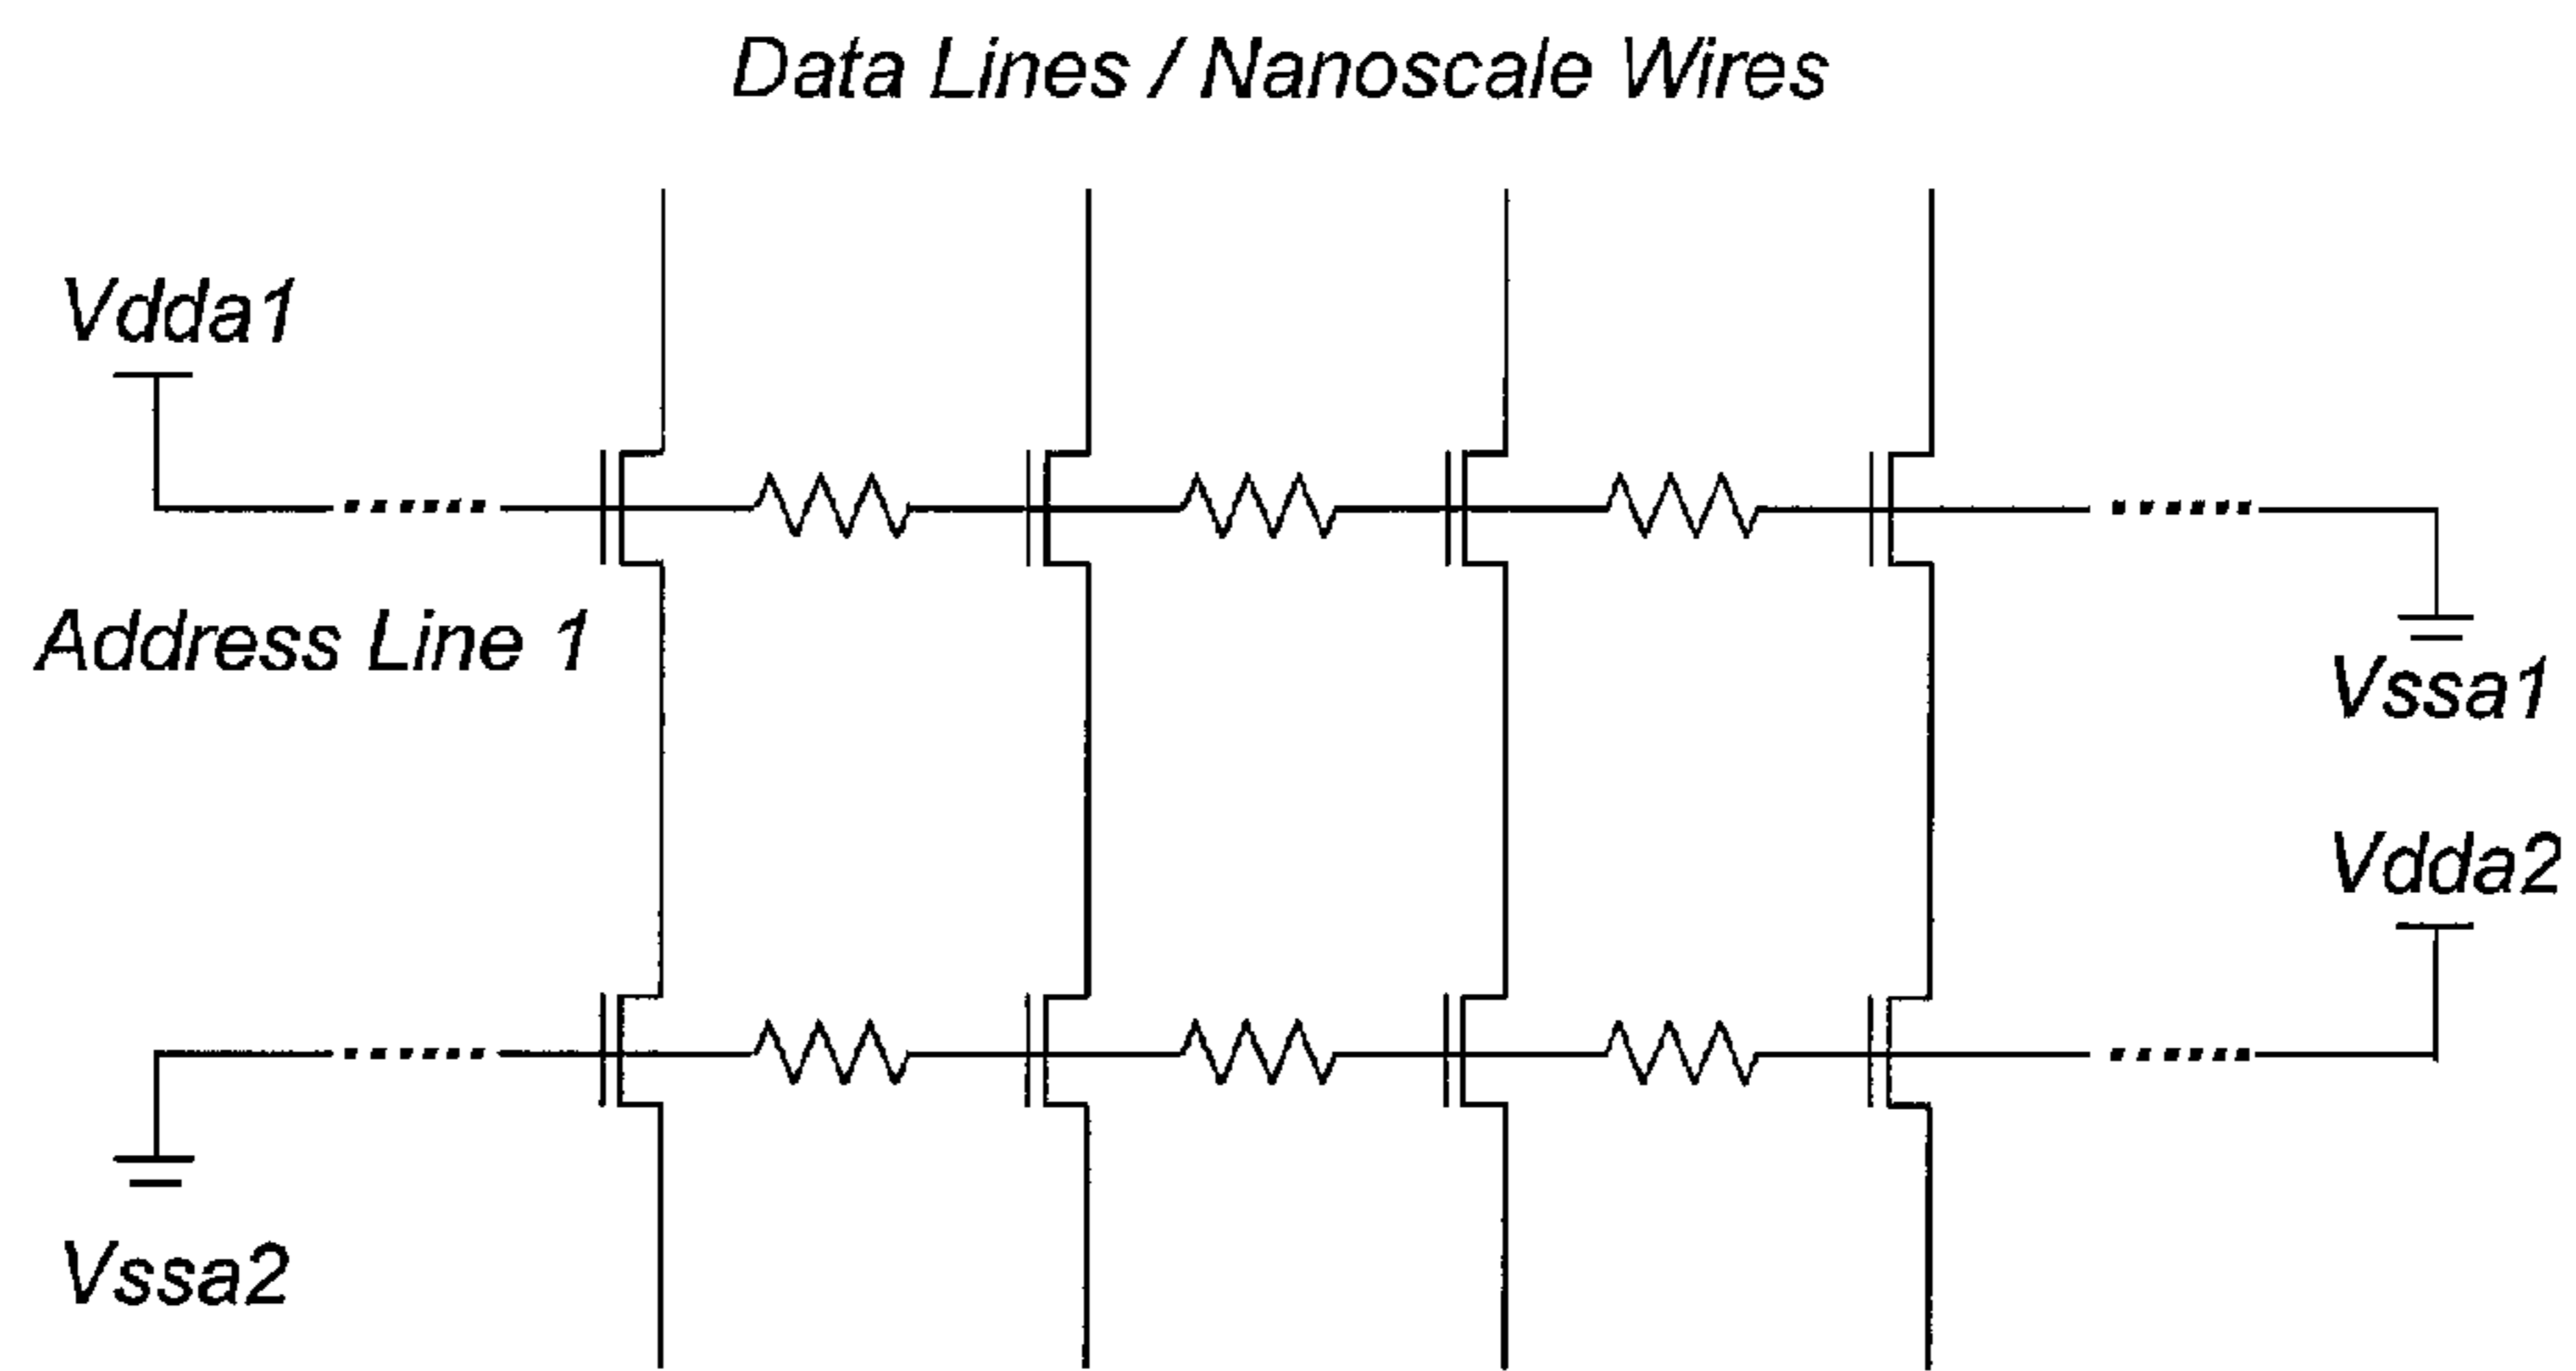 Data Lines / Nanoscale Wires
Vdda1
Address Line 1
Vssa1
Vdda2
Vssa2